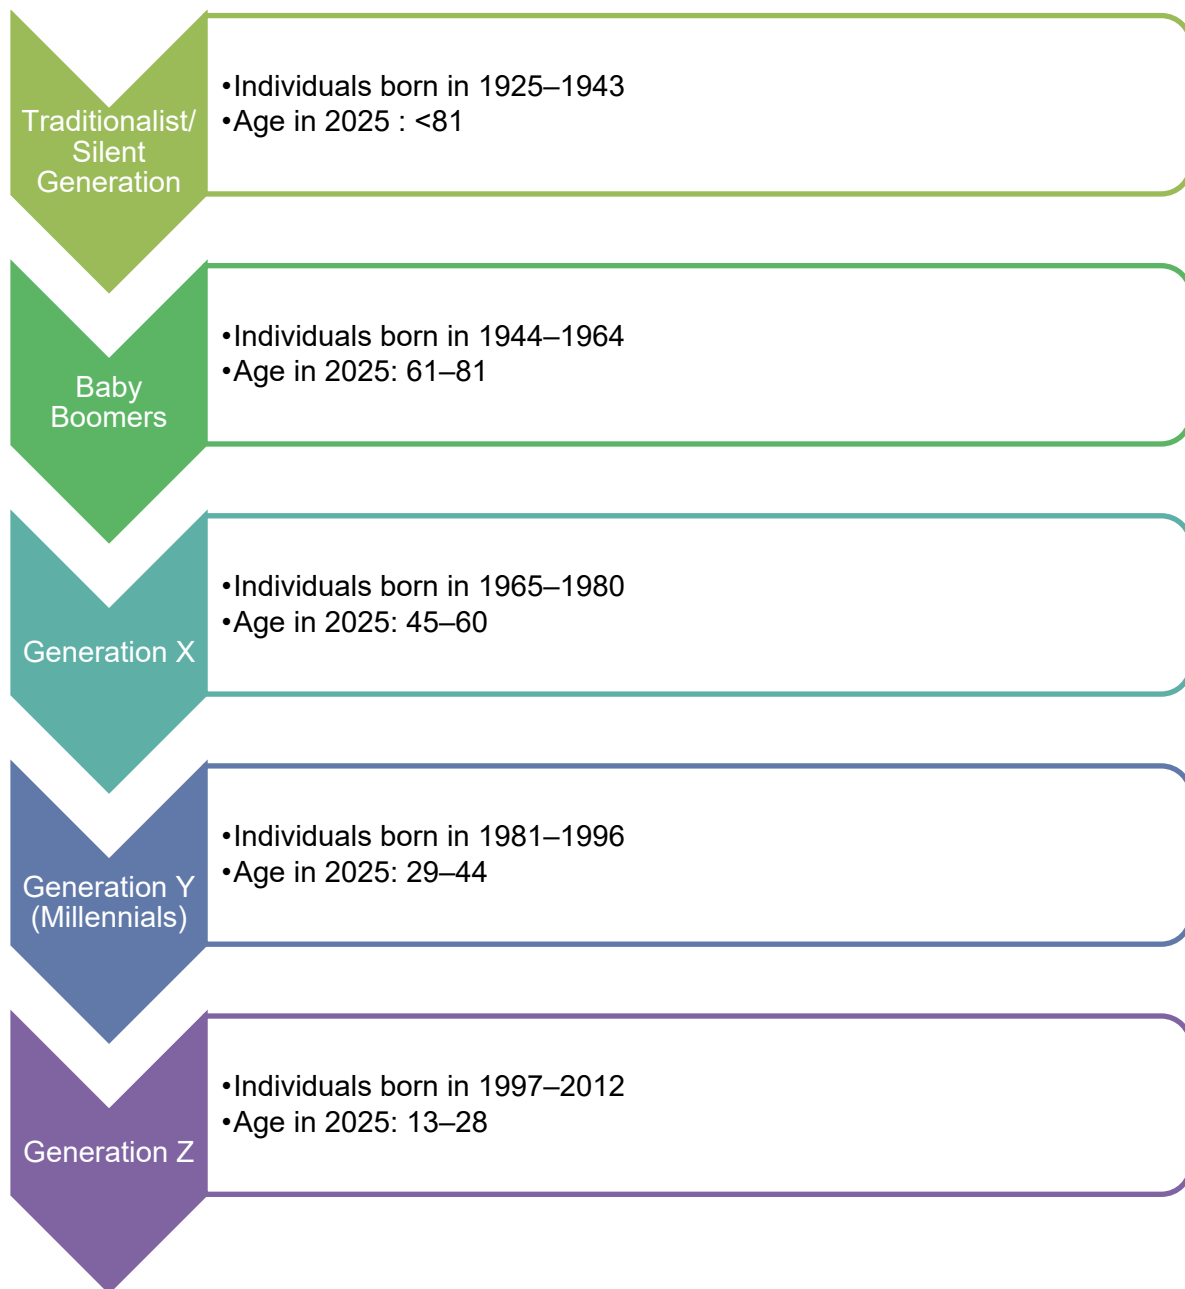 Traditionalist/
Silent
Generation
•Individuals born in 1925–1943
•Age in 2025 : <81
Baby
Boomers
•Individuals born in 1944–1964
•Age in 2025: 61–81
Generation X
•Individuals born in 1965–1980
•Age in 2025: 45–60
Generation Y
(Millennials)
•Individuals born in 1981–1996
•Age in 2025: 29–44
Generation Z
•Individuals born in 1997–2012
•Age in 2025: 13–28